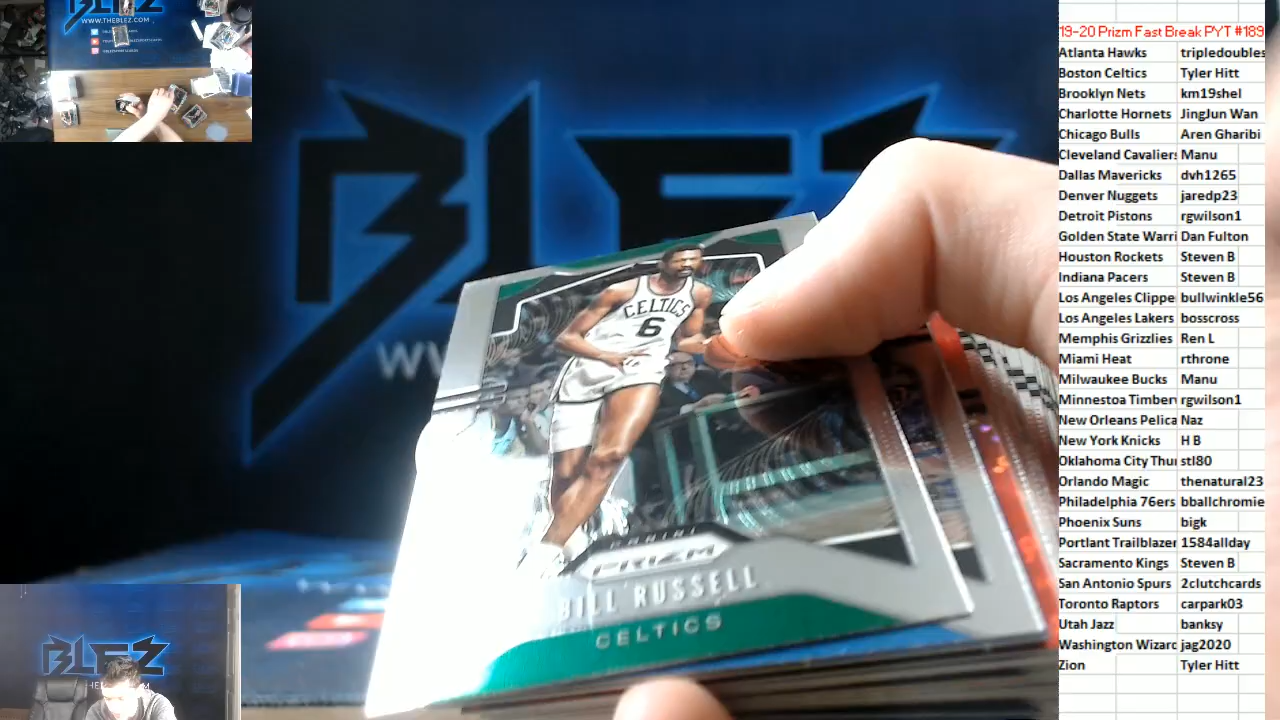 BLEZ
WWW.THEBLEZ.COM
BLEZ
WW
CELTICS
6
PANINI
PRIZM
BILL RUSSELL
CELTICS
BLEZ
19-20 Prizm Fast Break PYT #189
Atlanta Hawks tripledoubles
Boston Celtics Tyler Hitt
Brooklyn Nets km19shel
Charlotte Hornets JingJun Wan
Chicago Bulls Aren Gharibi
Cleveland Cavaliers Manu
Dallas Mavericks dvh1265
Denver Nuggets jaredp23
Detroit Pistons rgwilson1
Golden State Warri Dan Fulton
Houston Rockets Steven B
Indiana Pacers Steven B
Los Angeles Clippe bullwinkle56
Los Angeles Lakers bosscross
Memphis Grizzlies Ren L
Miami Heat rthrone
Milwaukee Bucks Manu
Minnestoa Timberv rgwilson1
New Orleans Pelica Naz
New York Knicks H B
Oklahoma City Thu stl80
Orlando Magic thenatural23
Philadelphia 76ers bballchromie
Phoenix Suns bigk
Portlant Trailblazer 1584allday
Sacramento Kings Steven B
San Antonio Spurs 2clutchcards
Toronto Raptors carpark03
Utah Jazz banksy
Washington Wizard jag2020
Zion Tyler Hitt